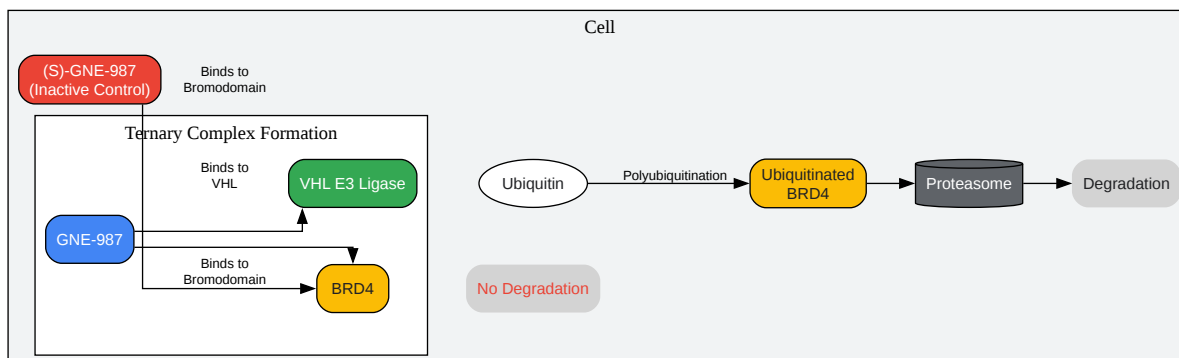 Cell
(S)-GNE-987
(Inactive Control)
Binds to
Bromodomain
Ternary Complex Formation
Binds to
VHL
VHL E3 Ligase
GNE-987
Binds to
Bromodomain
BRD4
Ubiquitin
Polyubiquitination
Ubiquitinated
BRD4
Proteasome
Degradation
No Degradation